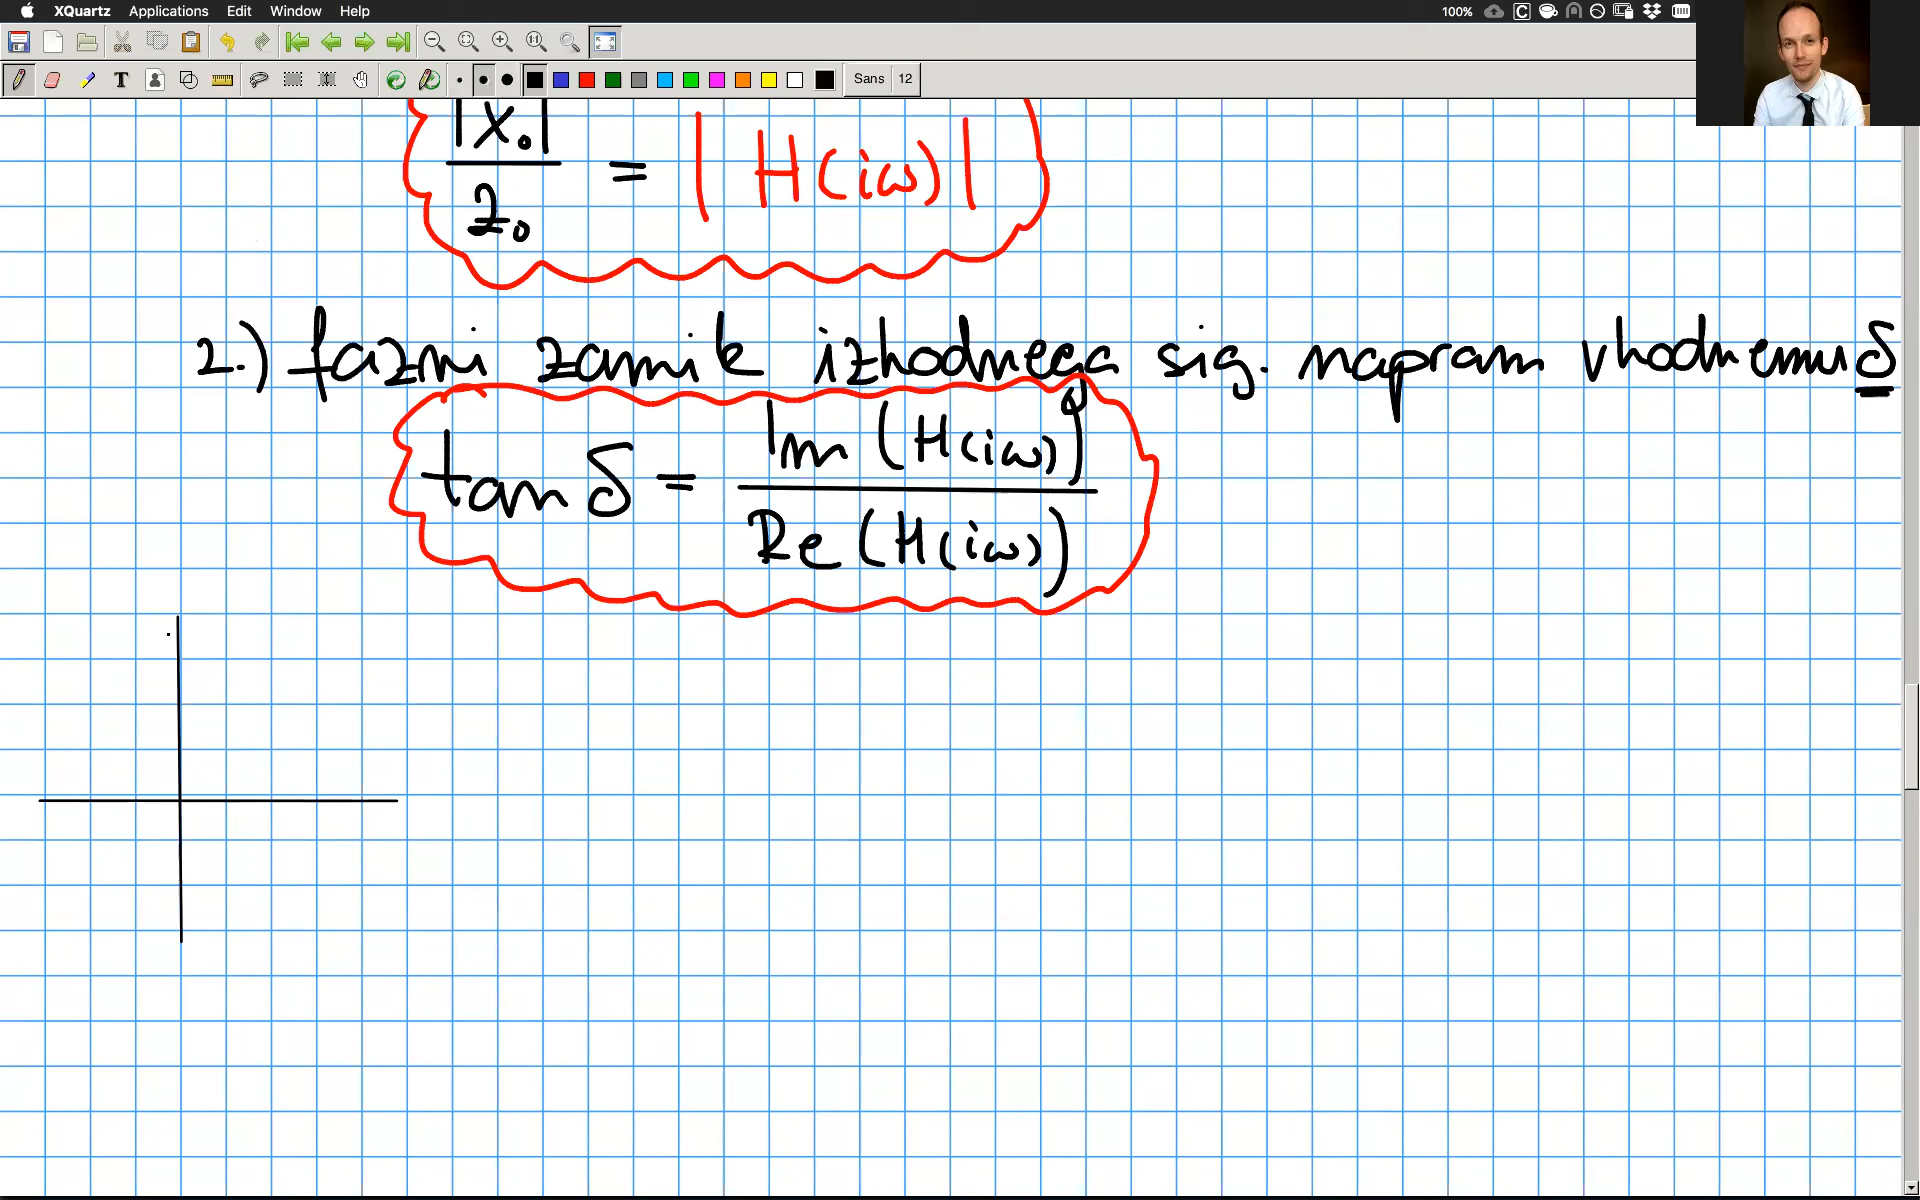 XQuartz Applications Edit Window Help 100%
T Sans 12
|x₀|/z₀ = |H(iω)|
2.) fazni zamik izhodnega sig. napram vhodnemu δ
tan δ = Im(H(iω))/Re(H(iω))